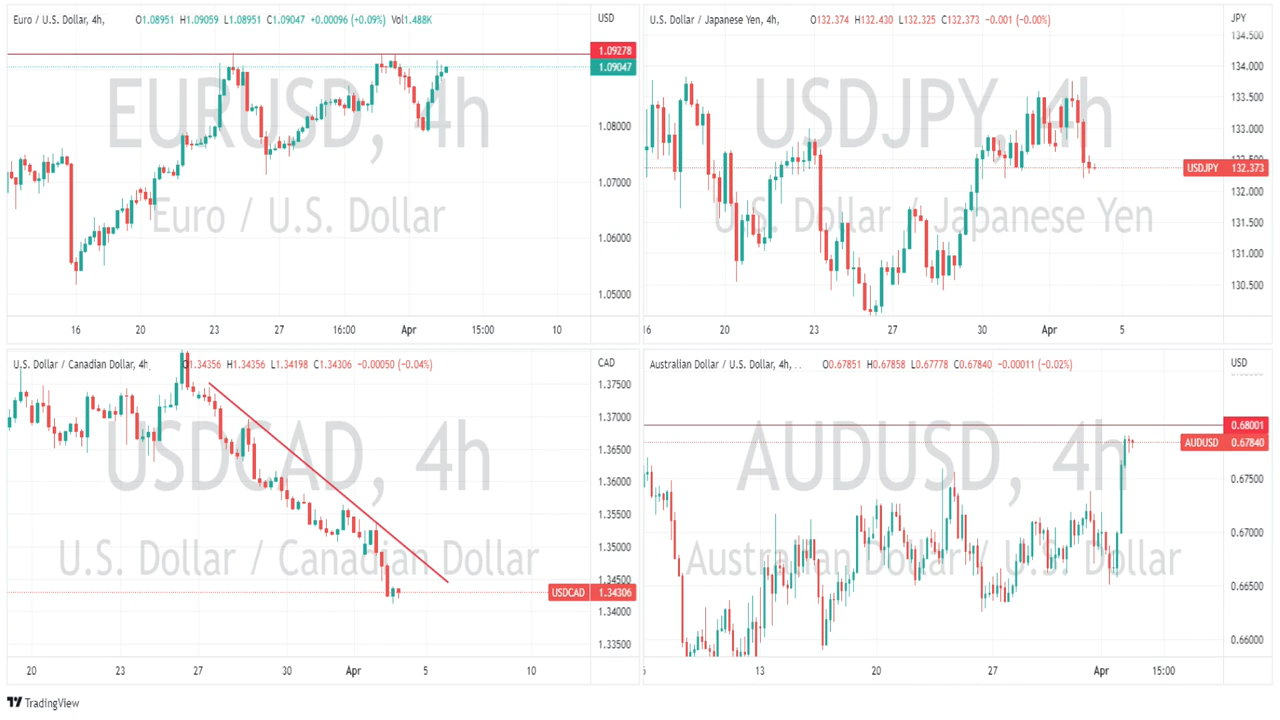 Euro / U.S. Dollar, 4h, O1.08951 H1.09059 L1.08951 C1.09047 +0.00096 (+0.09%) Vol1.488K
USD
1.09278
1.09047
1.08000
1.07000
1.06000
1.05000
EURUSD, 4h
Euro / U.S. Dollar
16 20 23 27 16:00 Apr 15:00 10
U.S. Dollar / Japanese Yen, 4h, O132.374 H132.430 L132.325 C132.373 −0.001 (−0.00%)
JPY
134.500
134.000
133.500
133.000
132.500
USDJPY 132.373
132.000
131.500
131.000
130.500
USDJPY, 4h
U.S. Dollar / Japanese Yen
16 20 23 27 30 Apr 5
U.S. Dollar / Canadian Dollar, 4h, O1.34356 H1.34356 L1.34198 C1.34306 −0.00050 (−0.04%)
CAD
1.37500
1.37000
1.36500
1.36000
1.35500
1.35000
1.34500
USDCAD 1.34306
1.34000
1.33500
USDCAD, 4h
U.S. Dollar / Canadian Dollar
20 23 27 30 Apr 5 10
Australian Dollar / U.S. Dollar, 4h, . . O0.67851 H0.67858 L0.67778 C0.67840 −0.00011 (−0.02%)
USD
0.68001
AUDUSD 0.67840
0.67500
0.67000
0.66500
0.66000
AUDUSD, 4h
Australian Dollar / U.S. Dollar
13 20 27 Apr 15:00
TradingView